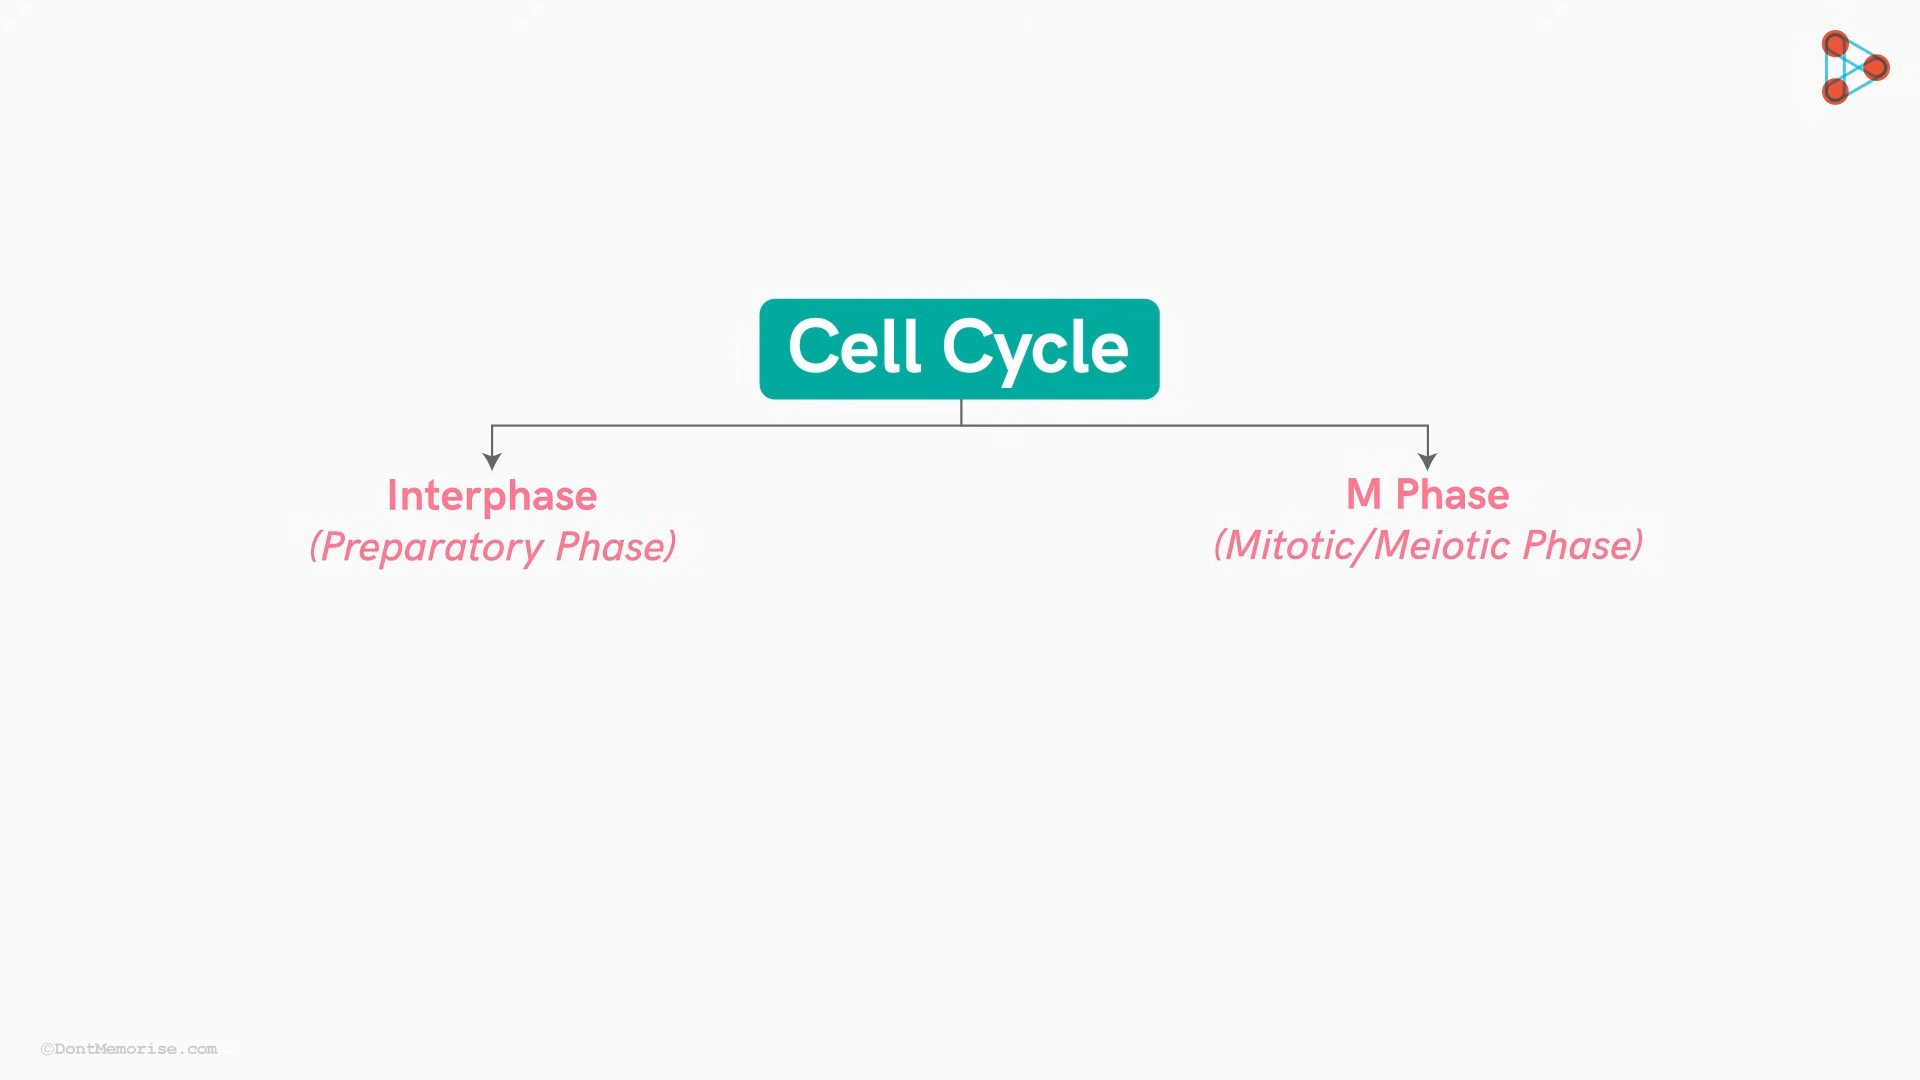 Cell Cycle
Interphase
(Preparatory Phase)
M Phase
(Mitotic/Meiotic Phase)
©DontMemorise.com